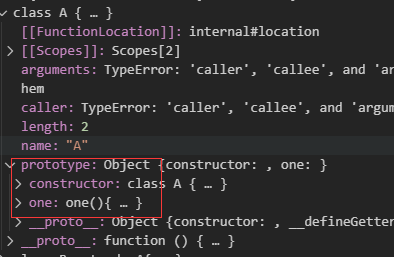 class A { … }
[[FunctionLocation]]: internal#location
[[Scopes]]: Scopes[2]
arguments: TypeError: 'caller', 'callee', and 'ar
hem
caller: TypeError: 'caller', 'callee', and 'argum
length: 2
name: "A"
prototype: Object {constructor: , one: }
constructor: class A { … }
one: one(){ … }
__proto__: Object {constructor: , __defineGetter
__proto__: function () { … }